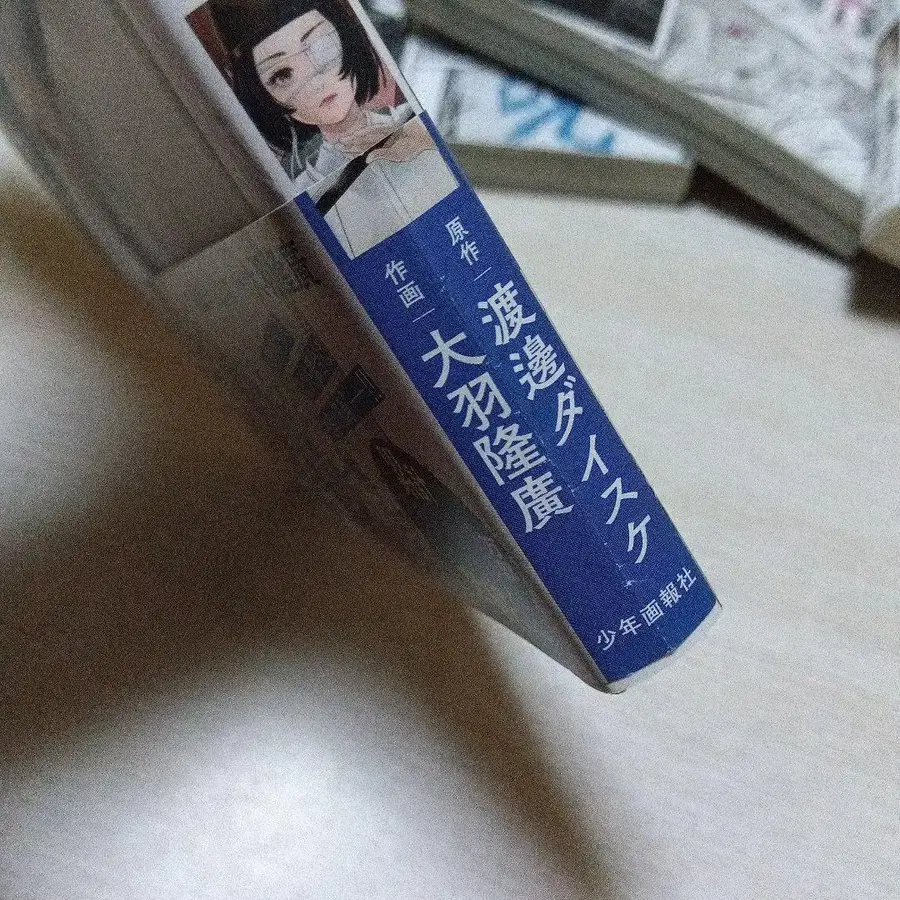 原作｜渡邊ダイスケ
作画｜大羽隆廣
少年画報社